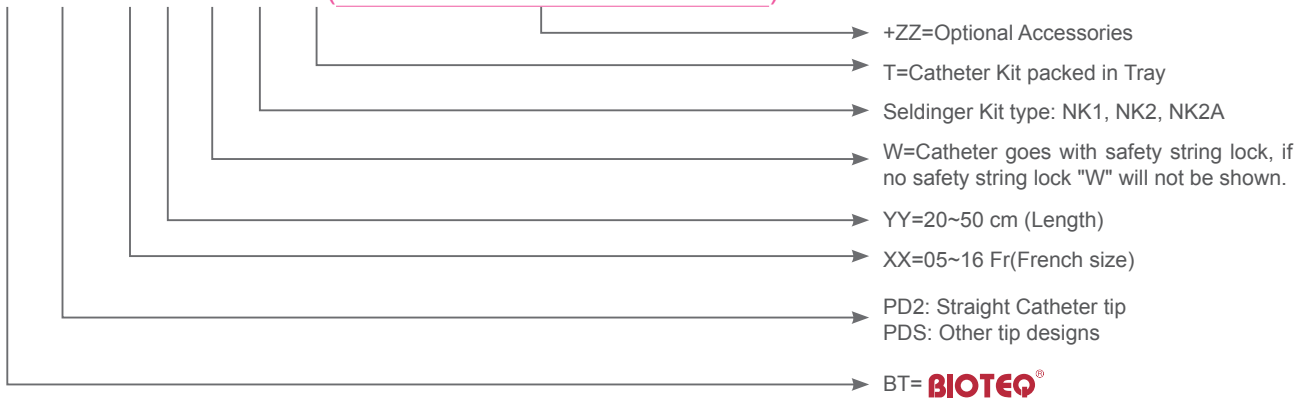 +ZZ=Optional Accessories
T=Catheter Kit packed in Tray
Seldinger Kit type: NK1, NK2, NK2A
W=Catheter goes with safety string lock, if
no safety string lock "W" will not be shown.
YY=20~50 cm (Length)
XX=05~16 Fr(French size)
PD2: Straight Catheter tip
PDS: Other tip designs
BT= BIOTEQ®